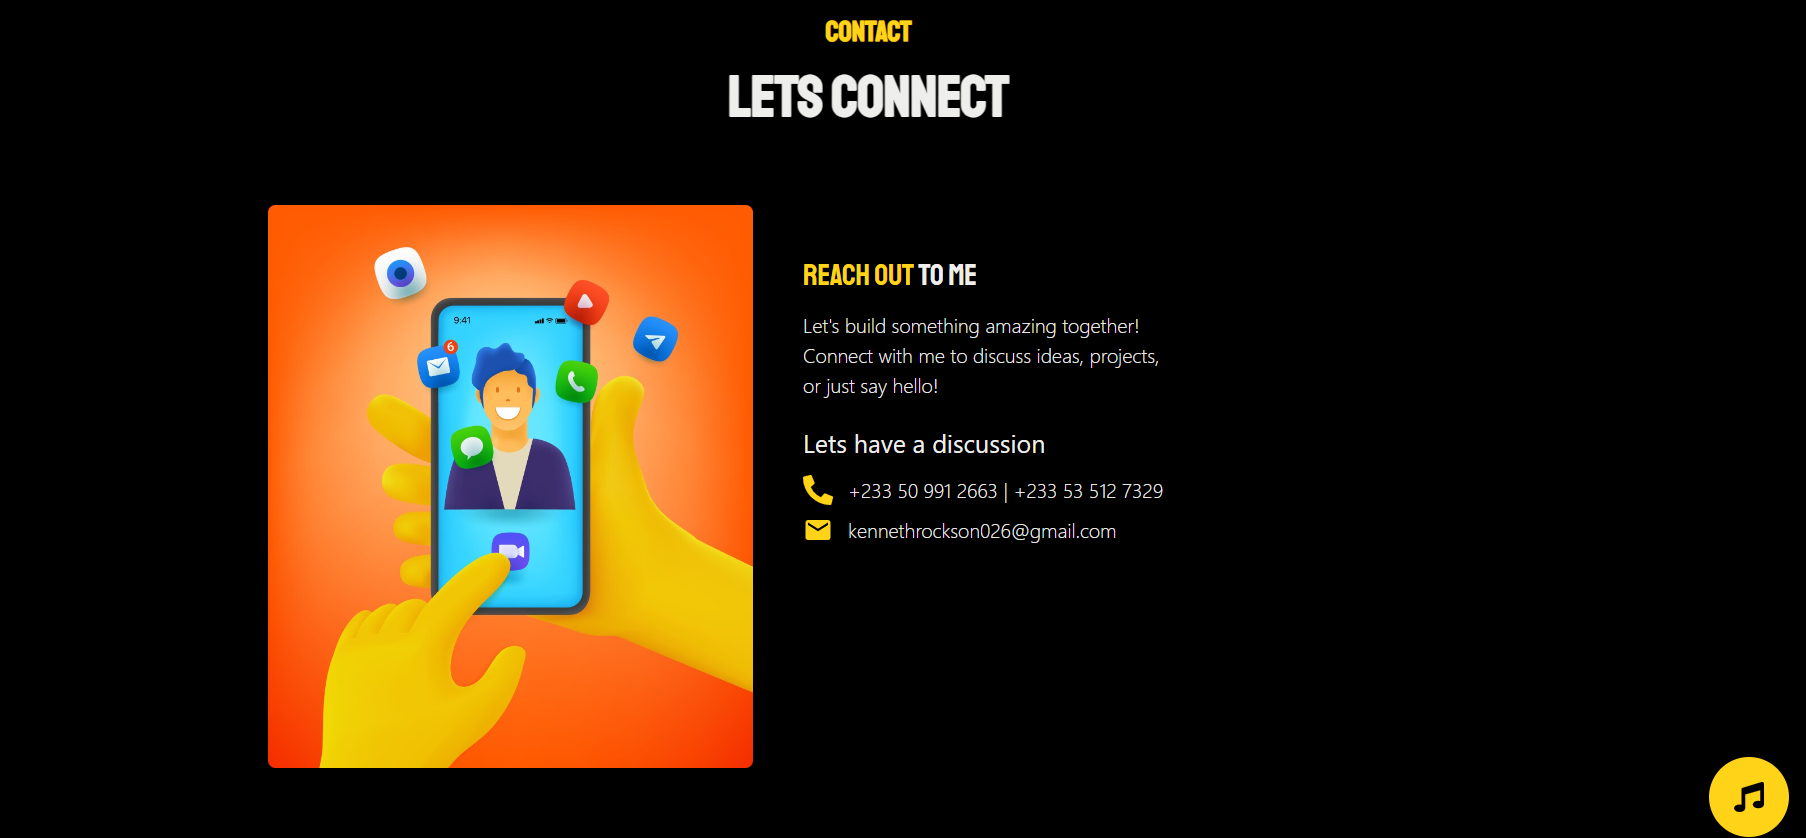 CONTACT
LETS CONNECT
9:41
6
REACH OUT TO ME
Let's build something amazing together!
Connect with me to discuss ideas, projects,
or just say hello!
Lets have a discussion
+233 50 991 2663 | +233 53 512 7329
kennethrockson026@gmail.com